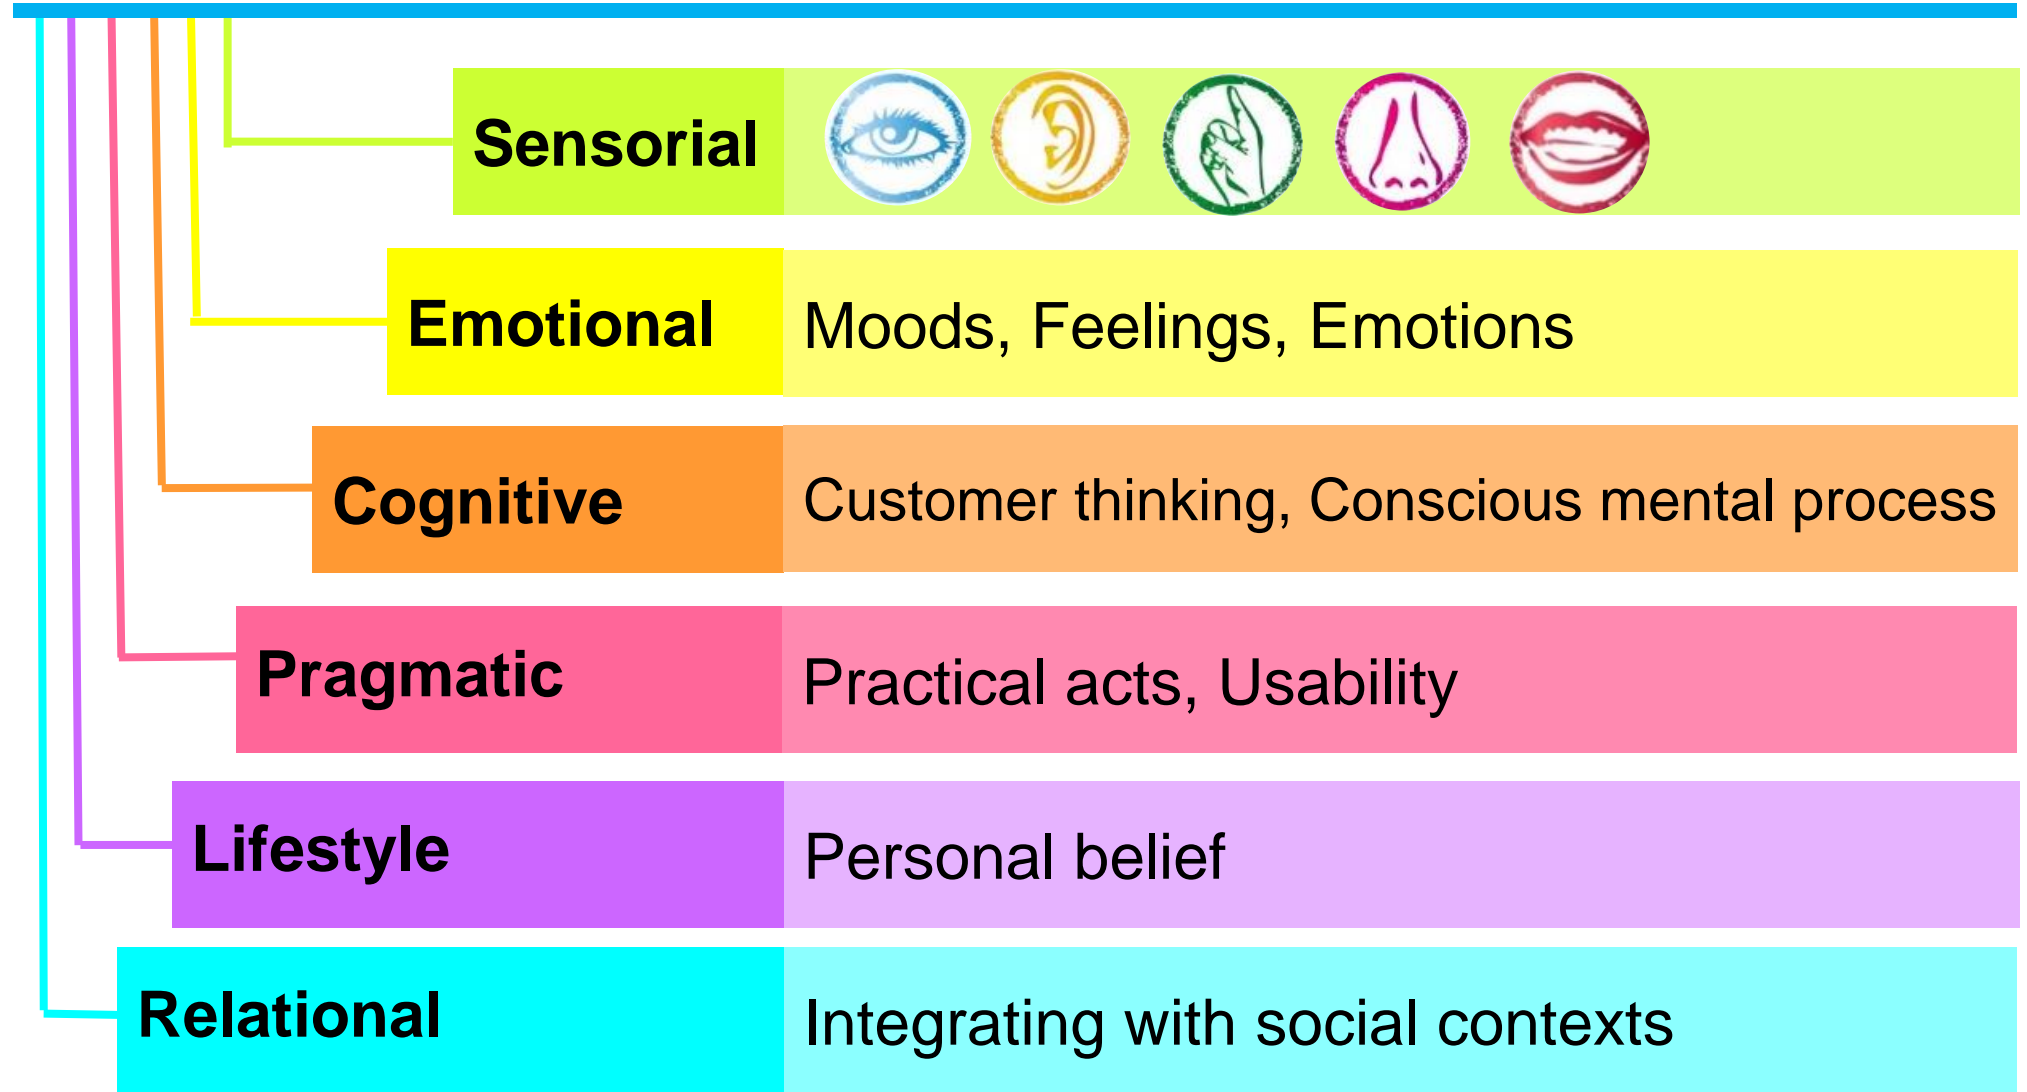 Sensorial
Emotional
Moods, Feelings, Emotions
Cognitive
Customer thinking, Conscious mental process
Pragmatic
Practical acts, Usability
Lifestyle
Personal belief
Relational
Integrating with social contexts